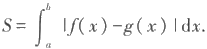 S = ∫_a^b |f(x)−g(x)|dx.